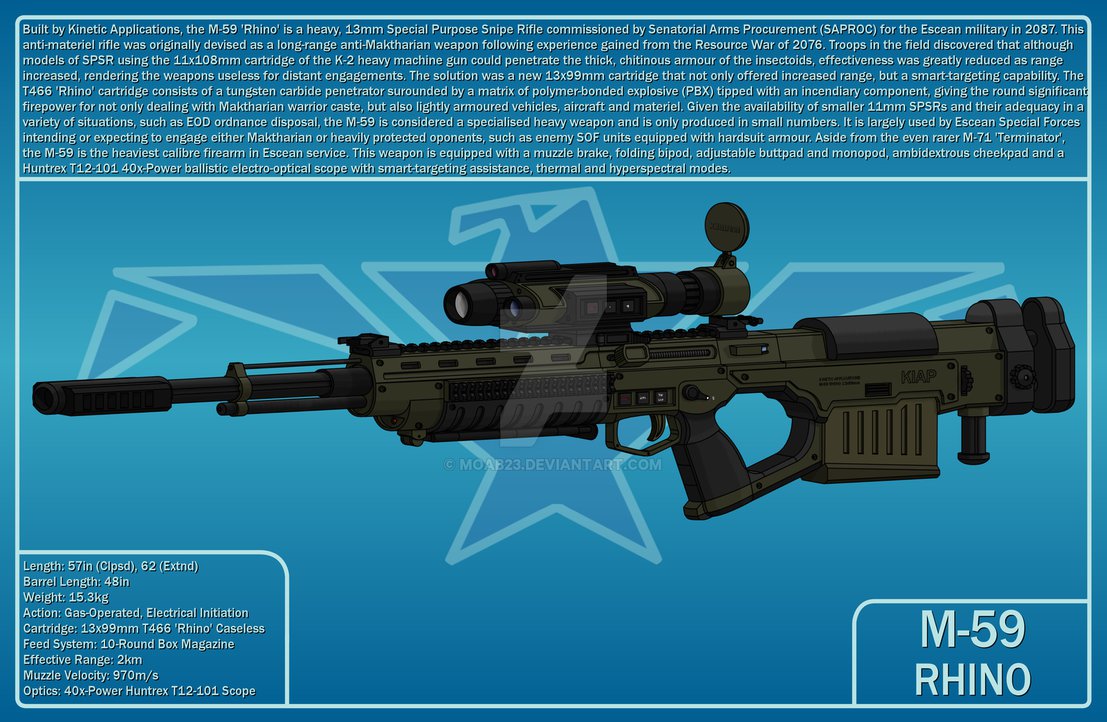 Built by Kinetic Applications, the M-59 'Rhino' is a heavy, 13mm Special Purpose Snipe Rifle commissioned by Senatorial Arms Procurement (SAPROC) for the Escean military in 2087. This
anti-materiel rifle was originally devised as a long-range anti-Maktharian weapon following experience gained from the Resource War of 2076. Troops in the field discovered that although
models of SPSR using the 11x108mm cartridge of the K-2 heavy machine gun could penetrate the thick, chitinous armour of the insectoids, effectiveness was greatly reduced as range
increased, rendering the weapons useless for distant engagements. The solution was a new 13x99mm cartridge that not only offered increased range, but a smart-targeting capability. The
T466 'Rhino' cartridge consists of a tungsten carbide penetrator surounded by a matrix of polymer-bonded explosive (PBX) tipped with an incendiary component, giving the round significant
firepower for not only dealing with Maktharian warrior caste, but also lightly armoured vehicles, aircraft and materiel. Given the availability of smaller 11mm SPSRs and their adequacy in a
variety of situations, such as EOD ordnance disposal, the M-59 is considered a specialised heavy weapon and is only produced in small numbers. It is largely used by Escean Special Forces
intending or expecting to engage either Maktharian or heavily protected oponents, such as enemy SOF units equipped with hardsuit armour. Aside from the even rarer M-71 'Terminator',
the M-59 is the heaviest calibre firearm in Escean service. This weapon is equipped with a muzzle brake, folding bipod, adjustable buttpad and monopod, ambidextrous cheekpad and a
Huntrex T12-101 40x-Power ballistic electro-optical scope with smart-targeting assistance, thermal and hyperspectral modes.
KIAP
© MOAB23.DEVIANTART.COM
Length: 57in (Clpsd), 62 (Extnd)
Barrel Length: 48in
Weight: 15.3kg
Action: Gas-Operated, Electrical Initiation
Cartridge: 13x99mm T466 'Rhino' Caseless
Feed System: 10-Round Box Magazine
Effective Range: 2km
Muzzle Velocity: 970m/s
Optics: 40x-Power Huntrex T12-101 Scope
M-59
RHINO